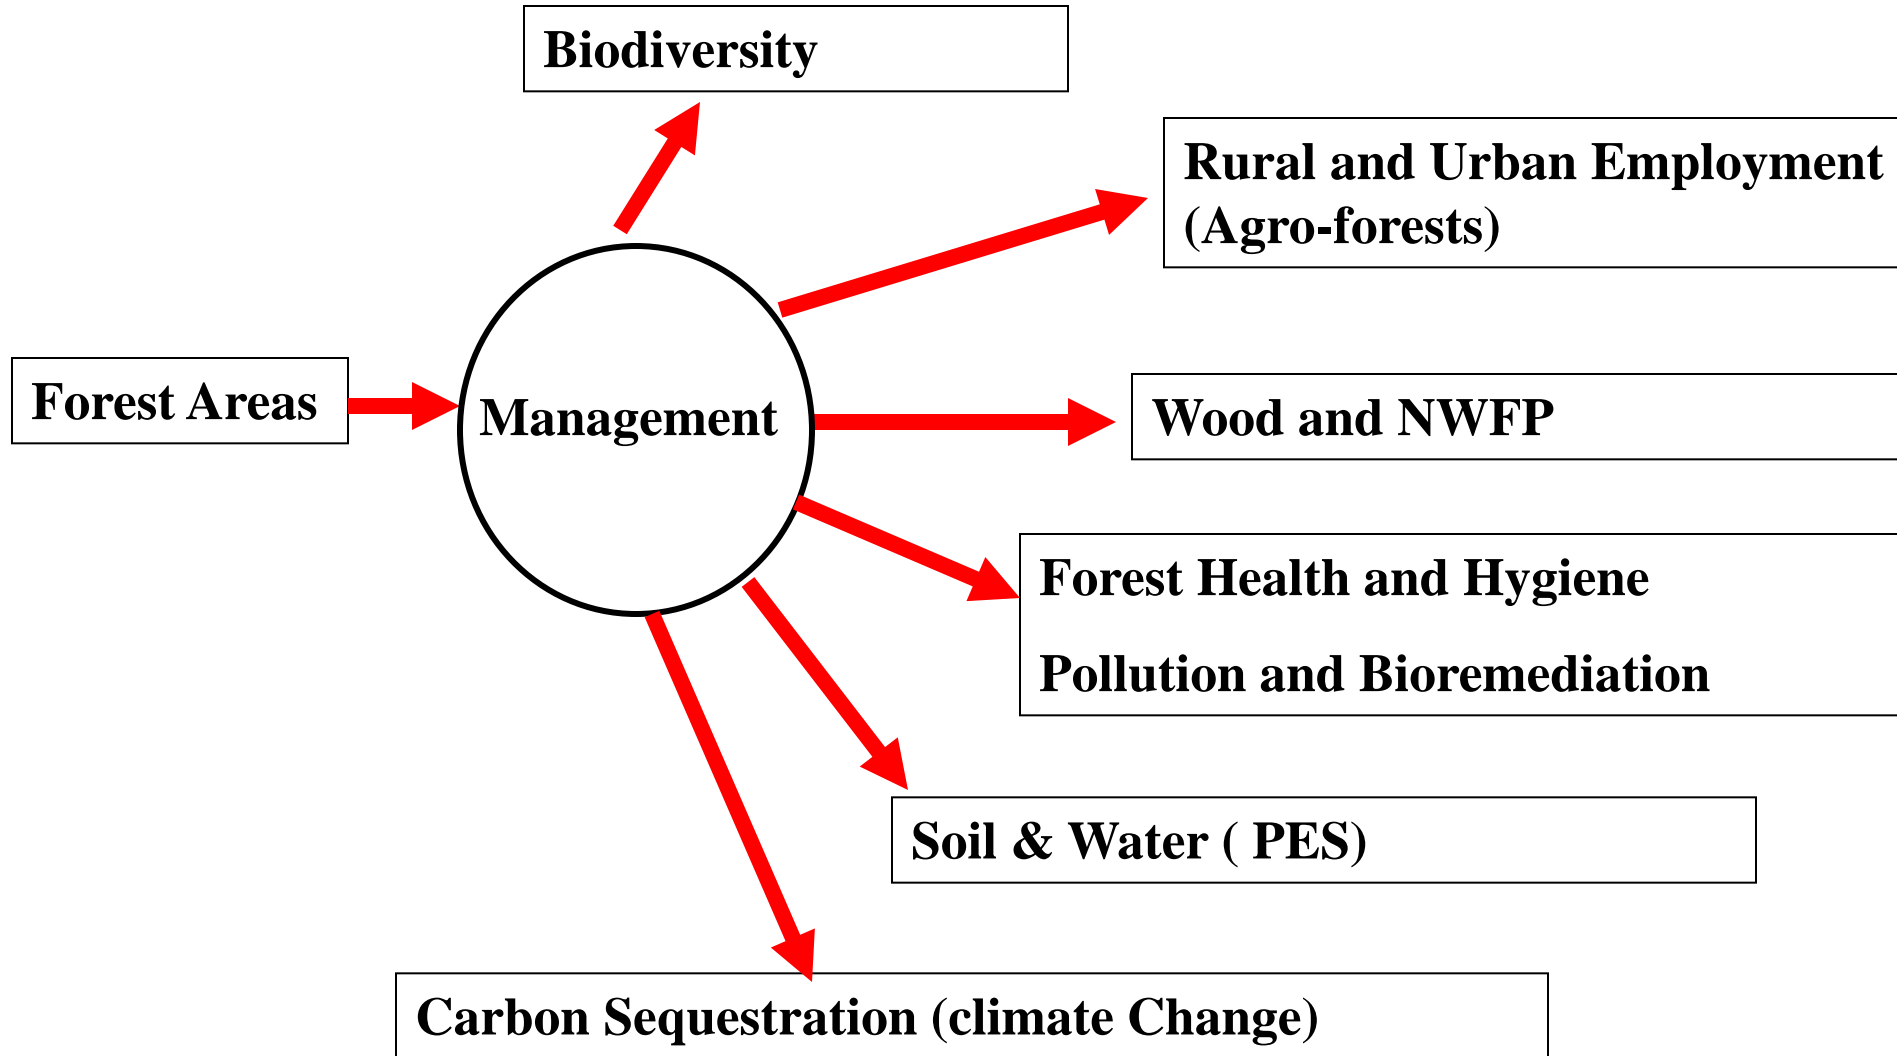 Biodiversity
Rural and Urban Employment
(Agro-forests)
Forest Areas
Management
Wood and NWFP
Forest Health and Hygiene
Pollution and Bioremediation
Soil & Water ( PES)
Carbon Sequestration (climate Change)